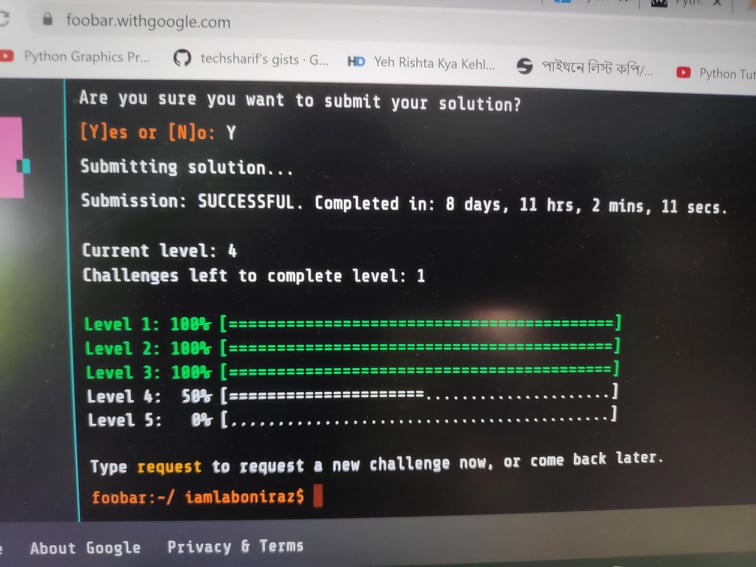 foobar.withgoogle.com
Python Graphics Pr... techsharif's gists · G... HD Yeh Rishta Kya Kehl... পাইথনে লিস্ট কপি/... Python Tut
Are you sure you want to submit your solution?
[Y]es or [N]o: Y
Submitting solution...
Submission: SUCCESSFUL. Completed in: 8 days, 11 hrs, 2 mins, 11 secs.
Current level: 4
Challenges left to complete level: 1
Level 1: 100% [=========================================]
Level 2: 100% [=========================================]
Level 3: 100% [=========================================]
Level 4: 50% [=====================....................]
Level 5: 0% [.........................................]
Type request to request a new challenge now, or come back later.
foobar:~/ iamlaboniraz$
About Google Privacy & Terms